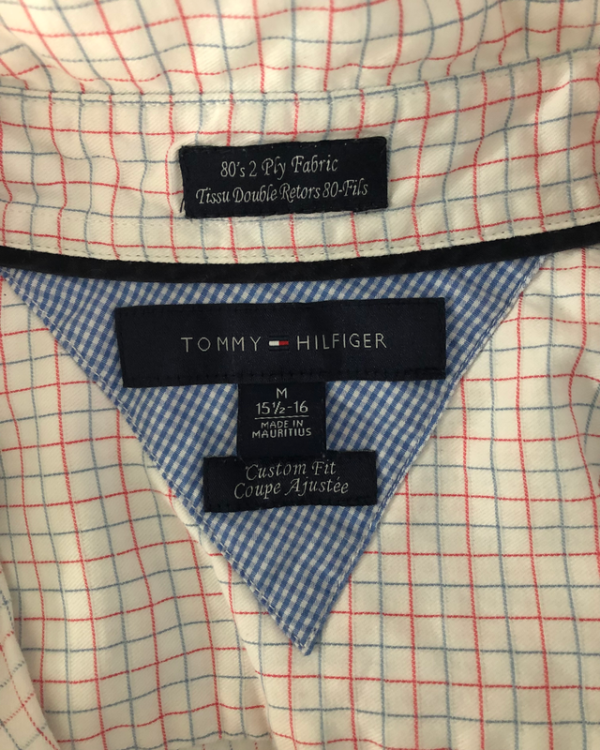 80's 2 Ply Fabric
Tissu Double Retors 80-Fils
TOMMY HILFIGER
M
15½-16
MADE IN
MAURITIUS
Custom Fit
Coupe Ajustée